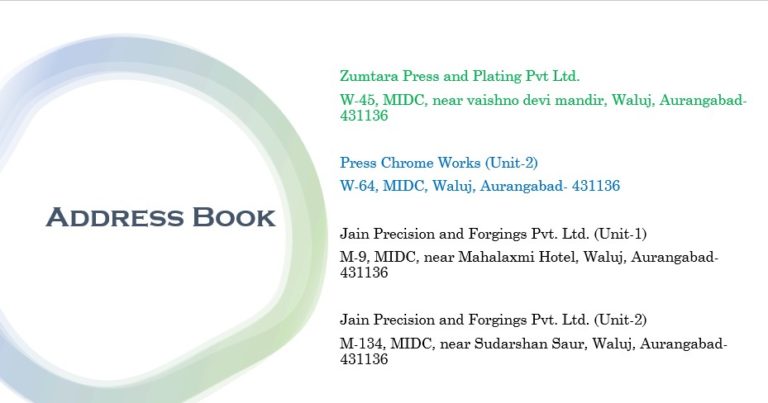 Address Book
Zumtara Press and Plating Pvt Ltd.
W-45, MIDC, near vaishno devi mandir, Waluj, Aurangabad-
431136
Press Chrome Works (Unit-2)
W-64, MIDC, Waluj, Aurangabad- 431136
Jain Precision and Forgings Pvt. Ltd. (Unit-1)
M-9, MIDC, near Mahalaxmi Hotel, Waluj, Aurangabad-
431136
Jain Precision and Forgings Pvt. Ltd. (Unit-2)
M-134, MIDC, near Sudarshan Saur, Waluj, Aurangabad-
431136